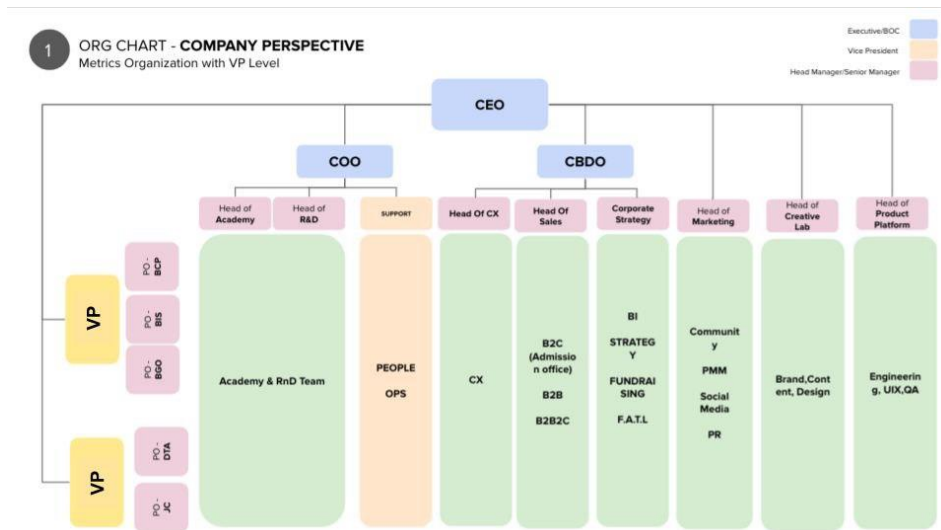 1
ORG CHART - COMPANY PERSPECTIVE
Metrics Organization with VP Level
Executive/BOC
Vice President
Head Manager/Senior Manager
CEO
COO
CBDO
Head of
Academy
Head of
R&D
SUPPORT
Head Of CX
Head Of
Sales
Corporate
Strategy
Head of
Marketing
Head of
Creative
Lab
Head of
Product
Platform
VP
PO -
BCP
PO -
BIS
PO -
BGO
VP
PO -
DTA
PO -
JC
Academy & RnD Team
PEOPLE
OPS
CX
B2C
(Admissio
n office)
B2B
B2B2C
BI
STRATEG
Y
FUNDRAI
SING
F.A.T.L
Communit
y
PMM
Social
Media
PR
Brand,Cont
ent, Design
Engineerin
g, UIX,QA